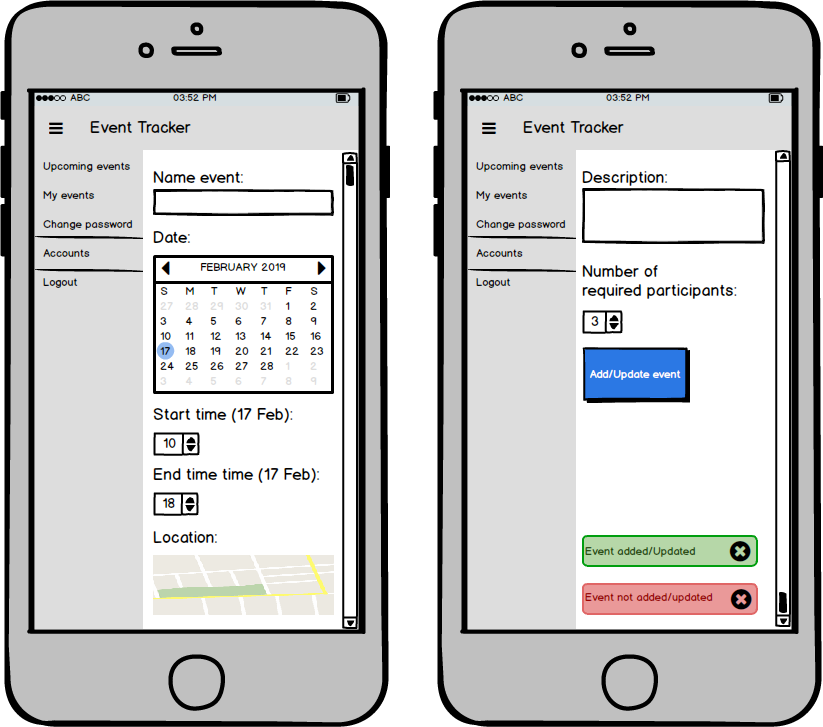 ABC 03:52 PM
Event Tracker
Upcoming events
My events
Change password
Accounts
Logout
Name event:
Date:
FEBRUARY 2019
S M T W T F S
27 28 29 30 31 1 2
3 4 5 6 7 8 9
10 11 12 13 14 15 16
17 18 19 20 21 22 23
24 25 26 27 28 1 2
3 4 5 6 7 8 9
Start time (17 Feb):
10
End time time (17 Feb):
18
Location:
ABC 03:52 PM
Event Tracker
Upcoming events
My events
Change password
Accounts
Logout
Description:
Number of
required participants:
3
Add/Update event
Event added/Updated
Event not added/updated